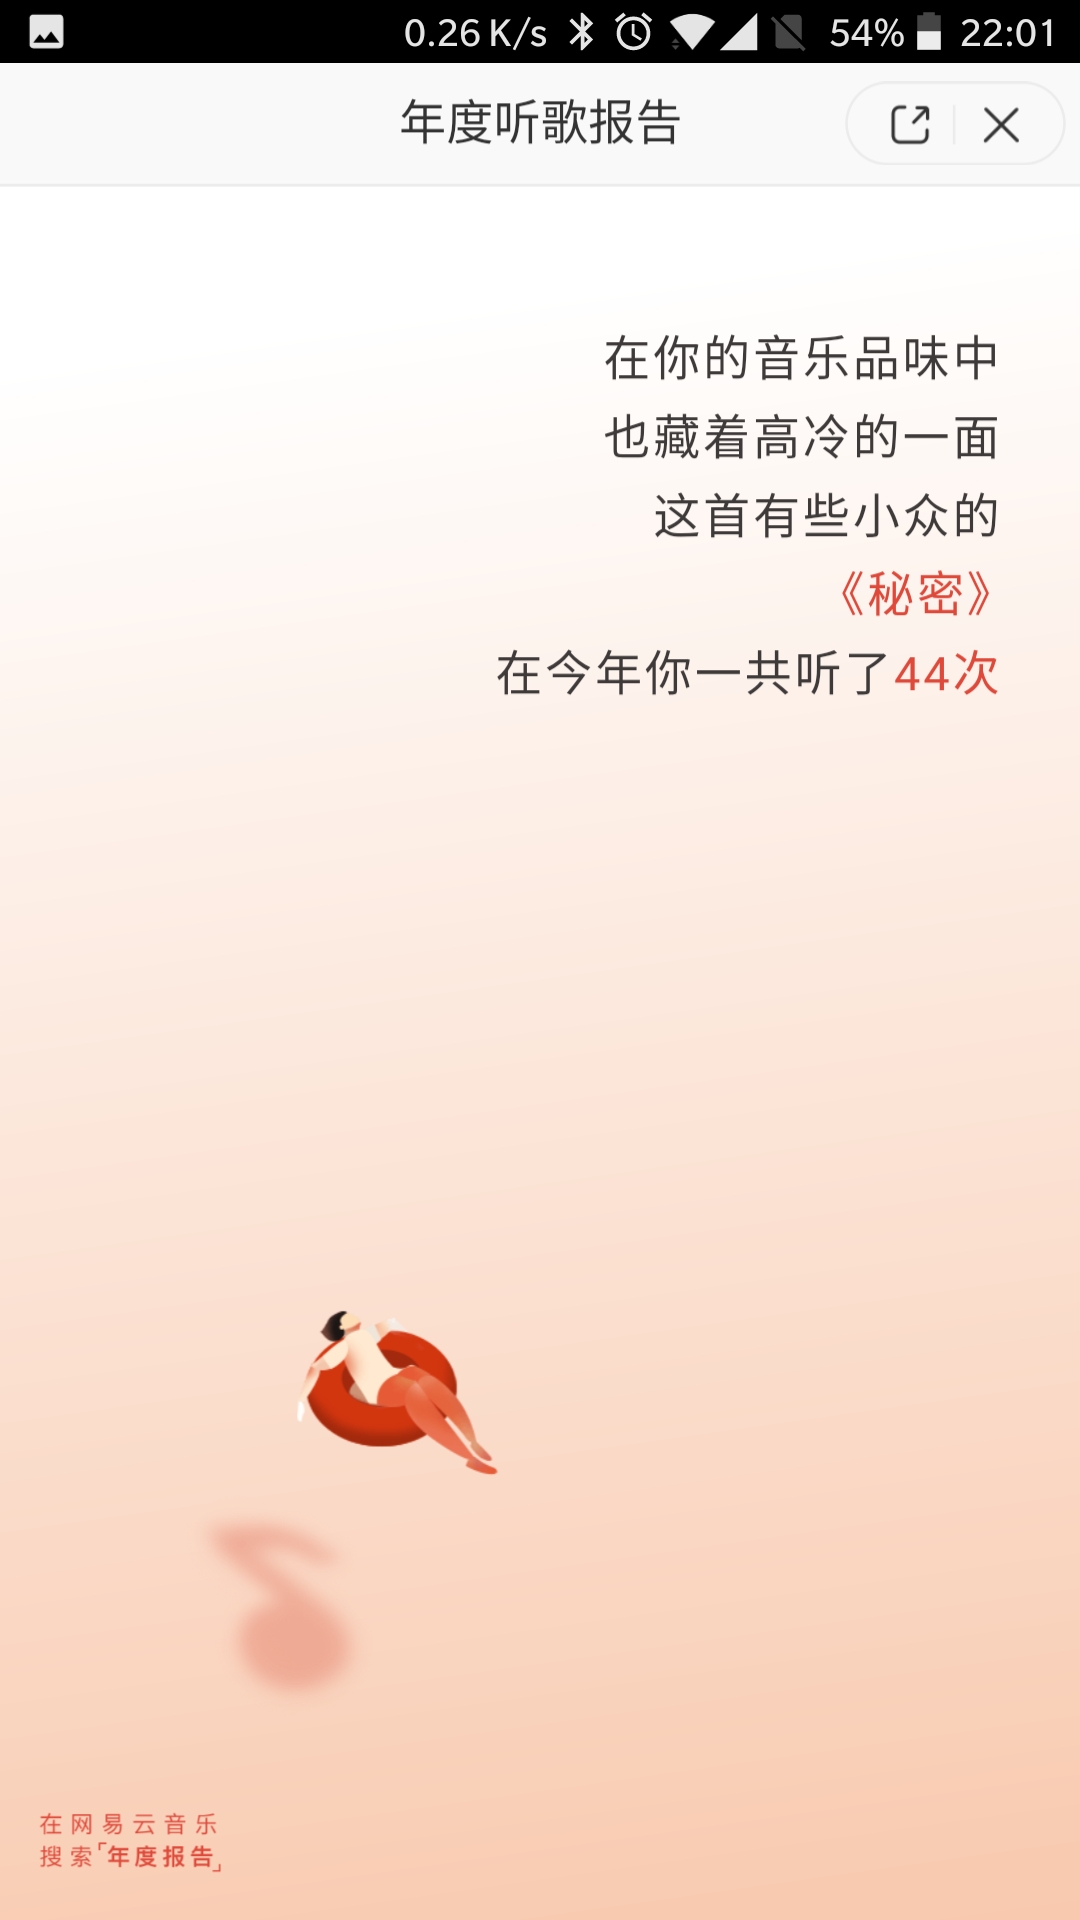 0.26 K/s 54% 22:01
年度听歌报告
在你的音乐品味中
也藏着高冷的一面
这首有些小众的
《秘密》
在今年你一共听了44次
在网易云音乐
搜索「年度报告」